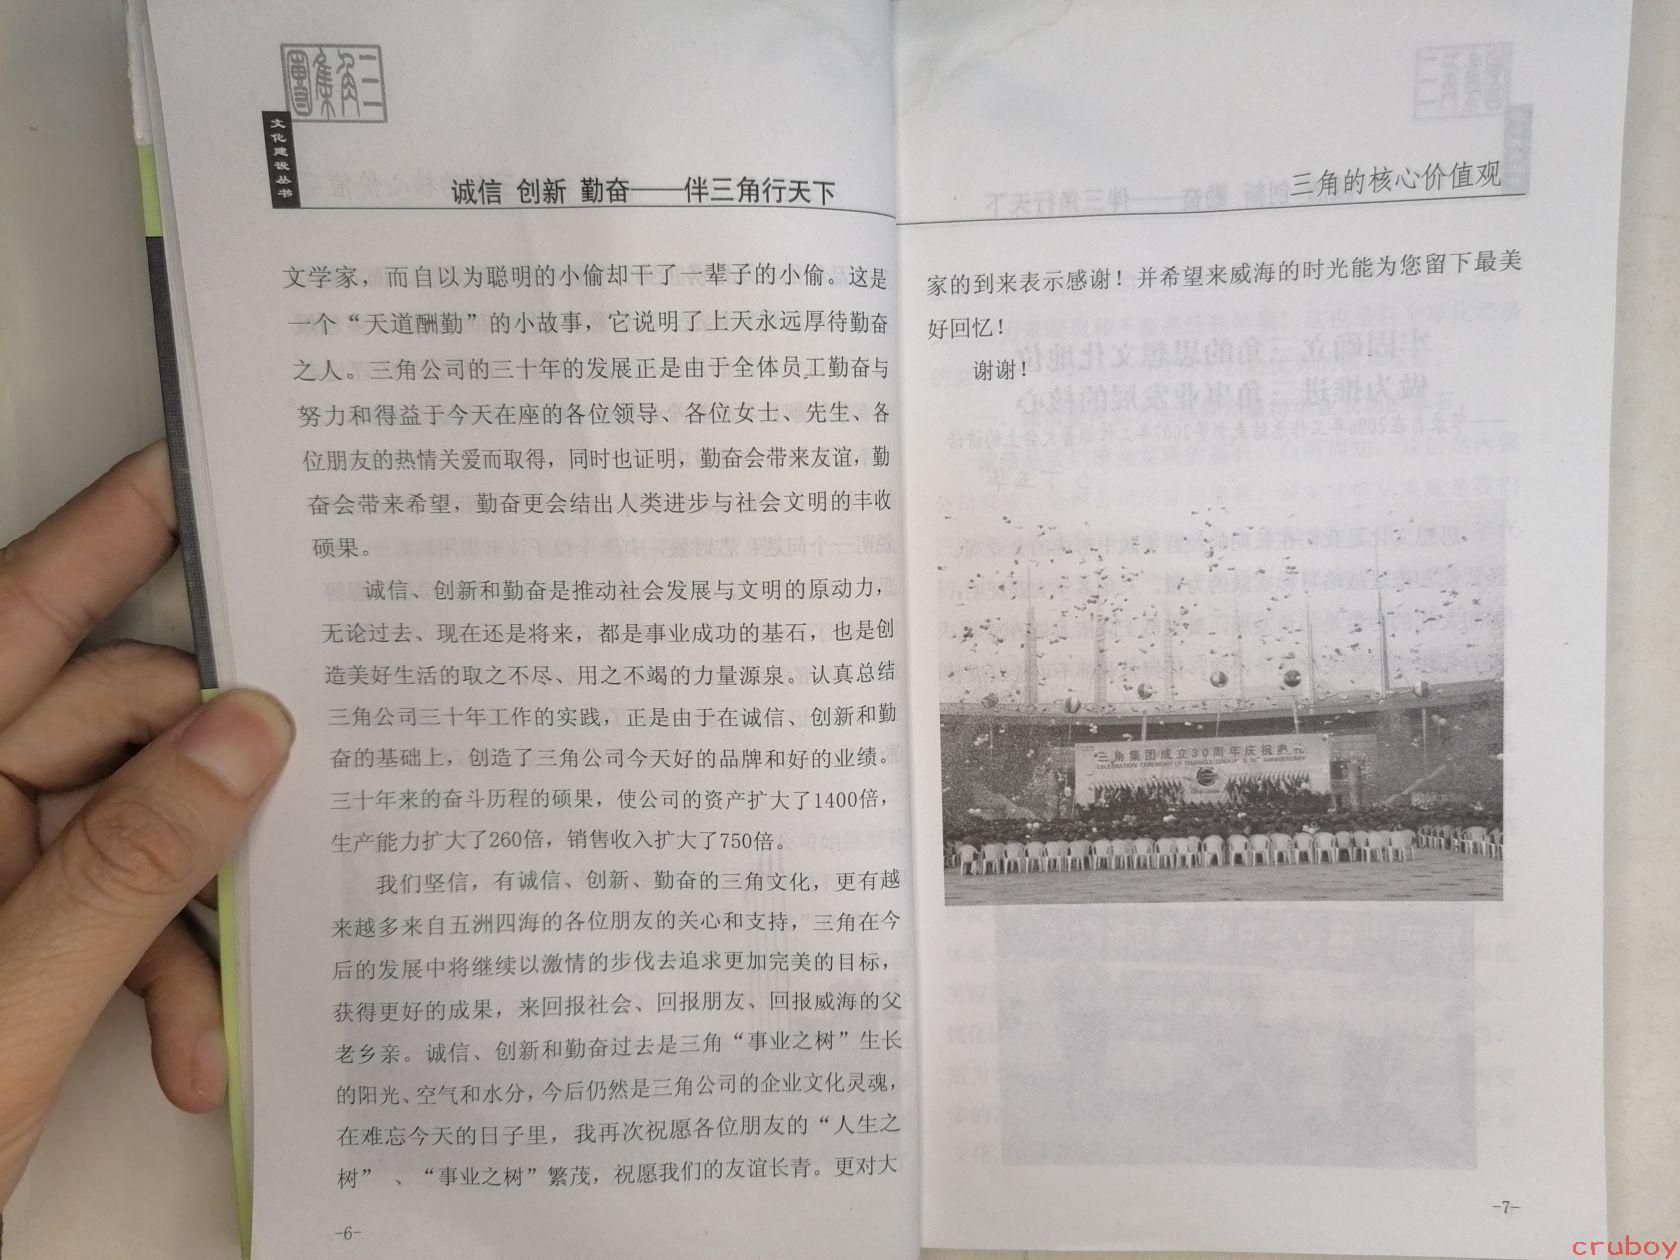 三角集團
文化建设丛书
诚信 创新 勤奋——伴三角行天下
文学家，而自以为聪明的小偷却干了一辈子的小偷。这是
一个“天道酬勤”的小故事，它说明了上天永远厚待勤奋
之人。三角公司的三十年的发展正是由于全体员工勤奋与
努力和得益于今天在座的各位领导、各位女士、先生、各
位朋友的热情关爱而取得，同时也证明，勤奋会带来友谊，勤
奋会带来希望，勤奋更会结出人类进步与社会文明的丰收
硕果。
诚信、创新和勤奋是推动社会发展与文明的原动力，
无论过去、现在还是将来，都是事业成功的基石，也是创
造美好生活的取之不尽、用之不竭的力量源泉。认真总结
三角公司三十年工作的实践，正是由于在诚信、创新和勤
奋的基础上，创造了三角公司今天好的品牌和好的业绩。
三十年来的奋斗历程的硕果，使公司的资产扩大了1400倍，
生产能力扩大了260倍，销售收入扩大了750倍。
我们坚信，有诚信、创新、勤奋的三角文化，更有越
来越多来自五洲四海的各位朋友的关心和支持，三角在今
后的发展中将继续以激情的步伐去追求更加完美的目标，
获得更好的成果，来回报社会、回报朋友、回报威海的父
老乡亲。诚信、创新和勤奋过去是三角“事业之树”生长
的阳光、空气和水分，今后仍然是三角公司的企业文化灵魂，
在难忘今天的日子里，我再次祝愿各位朋友的“人生之
树”、“事业之树”繁茂，祝愿我们的友谊长青。更对大
-6-
三角的核心价值观
家的到来表示感谢！并希望来威海的时光能为您留下最美
好回忆！
谢谢！
三角集团成立30周年庆祝典礼
CELEBRATION CEREMONY OF TRIANGLE GROUP'S 30 ANNIVERSARY
-7-
cruboy